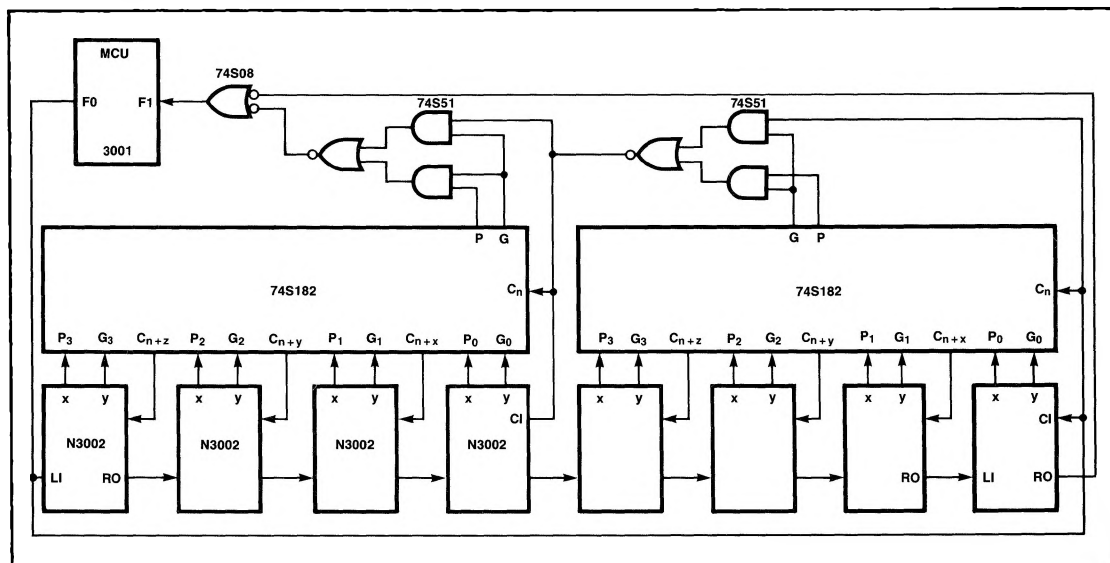 MCU
74S08
74S51
74S51
F0 F1
3001
P G
G P
74S182
Cn
74S182
Cn
P3 G3 Cn+z P2 G2 Cn+y P1 G1 Cn+x P0 G0
P3 G3 Cn+z P2 G2 Cn+y P1 G1 Cn+x P0 G0
x y
x y
x y
x y
x y
x y
x y
x y
CI
CI
N3002
N3002
N3002
N3002
LI RO
RO
LI RO